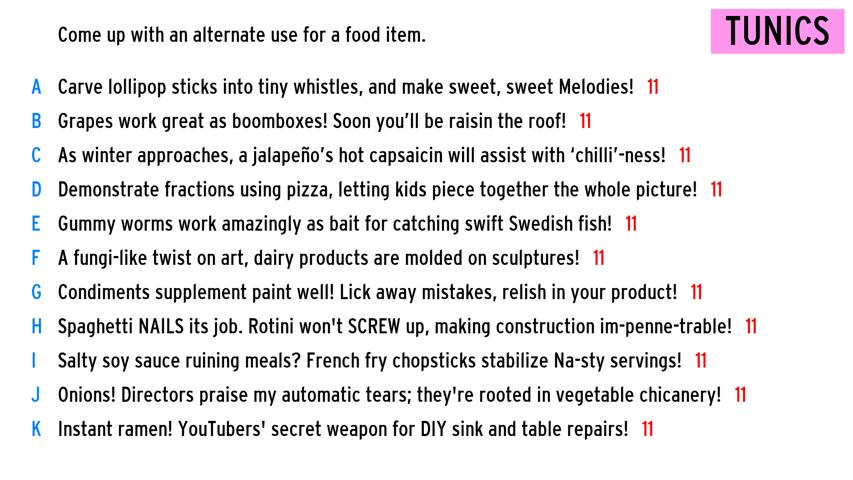 Come up with an alternate use for a food item.
TUNICS
A Carve lollipop sticks into tiny whistles, and make sweet, sweet Melodies! 11
B Grapes work great as boomboxes! Soon you’ll be raisin the roof! 11
C As winter approaches, a jalapeño’s hot capsaicin will assist with ‘chilli’-ness! 11
D Demonstrate fractions using pizza, letting kids piece together the whole picture! 11
E Gummy worms work amazingly as bait for catching swift Swedish fish! 11
F A fungi-like twist on art, dairy products are molded on sculptures! 11
G Condiments supplement paint well! Lick away mistakes, relish in your product! 11
H Spaghetti NAILS its job. Rotini won't SCREW up, making construction im-penne-trable! 11
I Salty soy sauce ruining meals? French fry chopsticks stabilize Na-sty servings! 11
J Onions! Directors praise my automatic tears; they're rooted in vegetable chicanery! 11
K Instant ramen! YouTubers' secret weapon for DIY sink and table repairs! 11